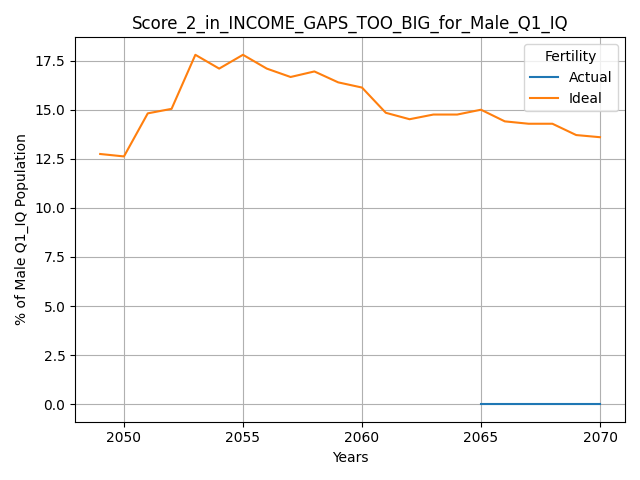 Score_2_in_INCOME_GAPS_TOO_BIG_for_Male_Q1_IQ
Fertility
Actual
Ideal
% of Male Q1_IQ Population
17.5
15.0
12.5
10.0
7.5
5.0
2.5
0.0
2050 2055 2060 2065 2070
Years